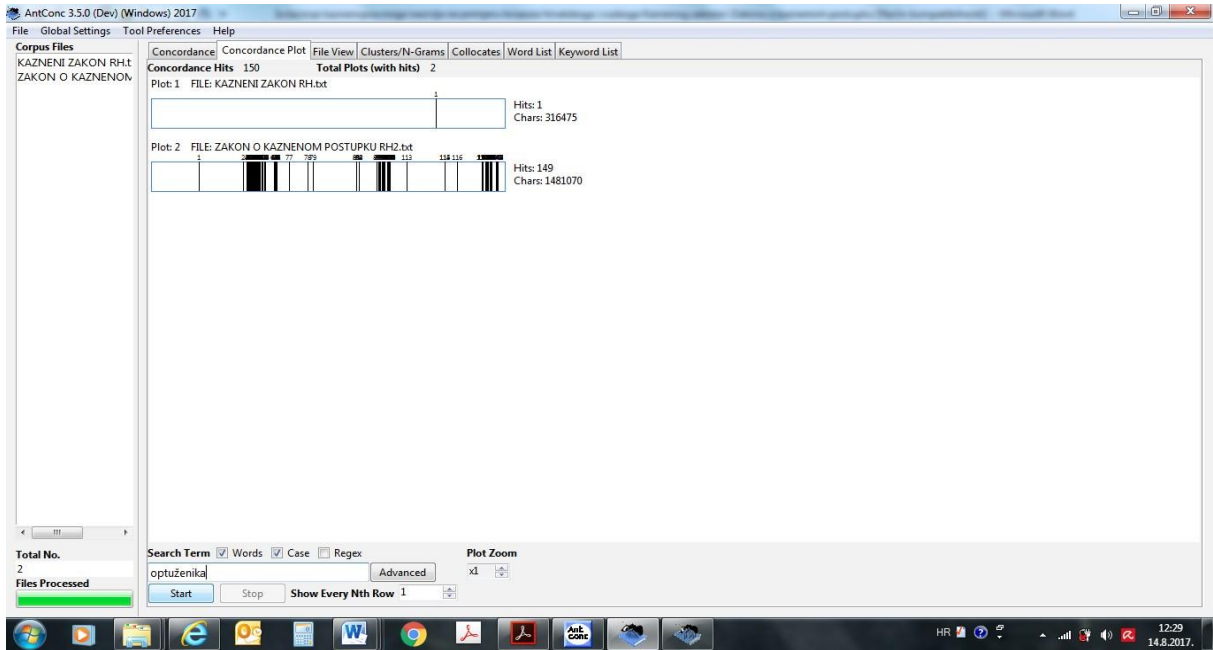 AntConc 3.5.0 (Dev) (Windows) 2017
File Global Settings Tool Preferences Help
Corpus Files
KAZNENI ZAKON RH.t
ZAKON O KAZNENOM
Concordance Concordance Plot File View Clusters/N-Grams Collocates Word List Keyword List
Concordance Hits 150 Total Plots (with hits) 2
Plot: 1 FILE: KAZNENI ZAKON RH.txt
1
Hits: 1
Chars: 316475
Plot: 2 FILE: ZAKON O KAZNENOM POSTUPKU RH2.txt
1 77 113 116
Hits: 149
Chars: 1481070
Total No.
2
Files Processed
Search Term Words Case Regex Plot Zoom
optuženika Advanced x1
Start Stop Show Every Nth Row 1
Ant
CONC
HR 12:29
14.8.2017.